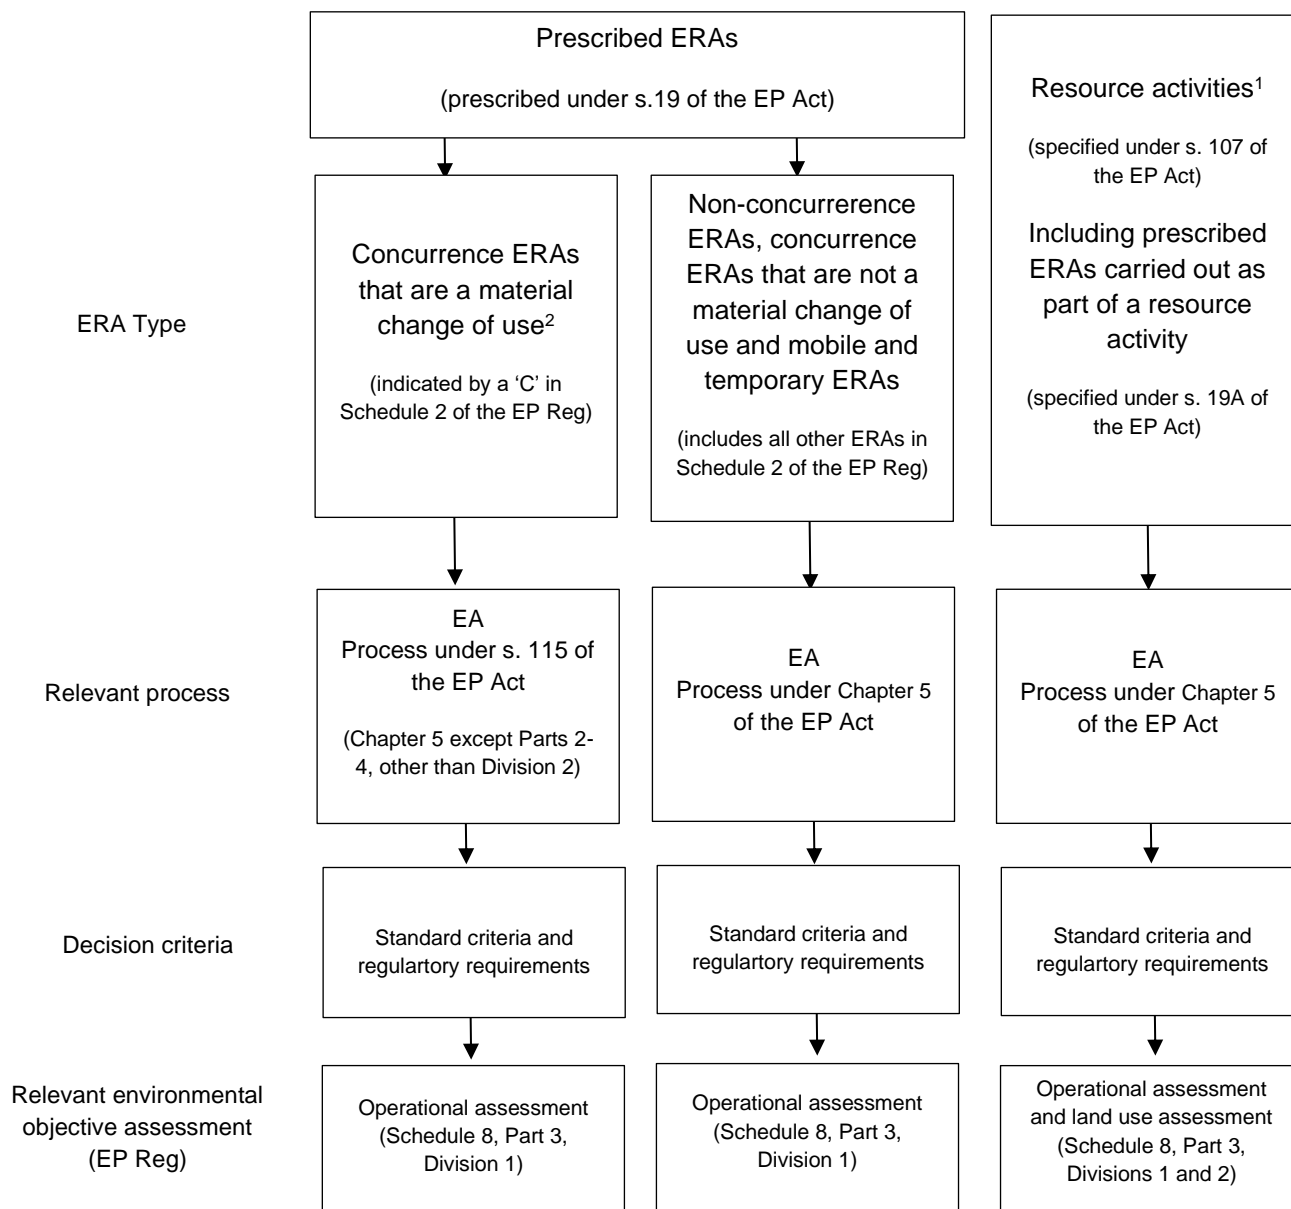 Prescribed ERAs
(prescribed under s.19 of the EP Act)
Resource activities1
(specified under s. 107 of
the EP Act)
Including prescribed
ERAs carried out as
part of a resource
activity
(specified under s. 19A of
the EP Act)
ERA Type
Concurrence ERAs
that are a material
change of use2
(indicated by a ‘C’ in
Schedule 2 of the EP Reg)
Non-concurrerence
ERAs, concurrence
ERAs that are not a
material change of
use and mobile and
temporary ERAs
(includes all other ERAs in
Schedule 2 of the EP Reg)
Relevant process
EA
Process under s. 115 of
the EP Act
(Chapter 5 except Parts 2-
4, other than Division 2)
EA
Process under Chapter 5
of the EP Act
EA
Process under Chapter 5
of the EP Act
Decision criteria
Standard criteria and
regulartory requirements
Standard criteria and
regulartory requirements
Standard criteria and
regulartory requirements
Relevant environmental
objective assessment
(EP Reg)
Operational assessment
(Schedule 8, Part 3,
Division 1)
Operational assessment
(Schedule 8, Part 3,
Division 1)
Operational assessment
and land use assessment
(Schedule 8, Part 3,
Divisions 1 and 2)